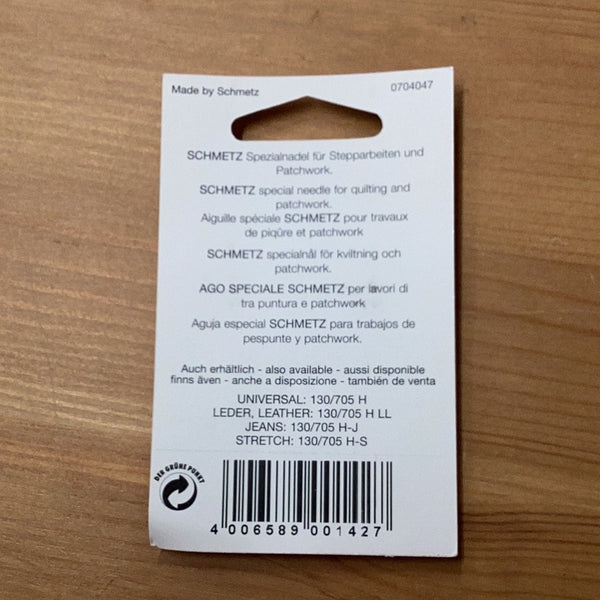 Made by Schmetz
0704047
SCHMETZ Spezialnadel für Stepparbeiten und
Patchwork.
SCHMETZ special needle for quilting and
patchwork.
Aiguille spéciale SCHMETZ pour travaux
de piqûre et patchwork
SCHMETZ specialnål för kviltning och
patchwork.
AGO SPECIALE SCHMETZ per lavori di
tra puntura e patchwork
Aguja especial SCHMETZ para trabajos de
pespunte y patchwork.
Auch erhältlich - also available - aussi disponible
finns även - anche a disposizione - también de venta
UNIVERSAL: 130/705 H
LEDER, LEATHER: 130/705 H LL
JEANS: 130/705 H-J
STRETCH: 130/705 H-S
DER GRÜNE PUNKT
4 006589 001427